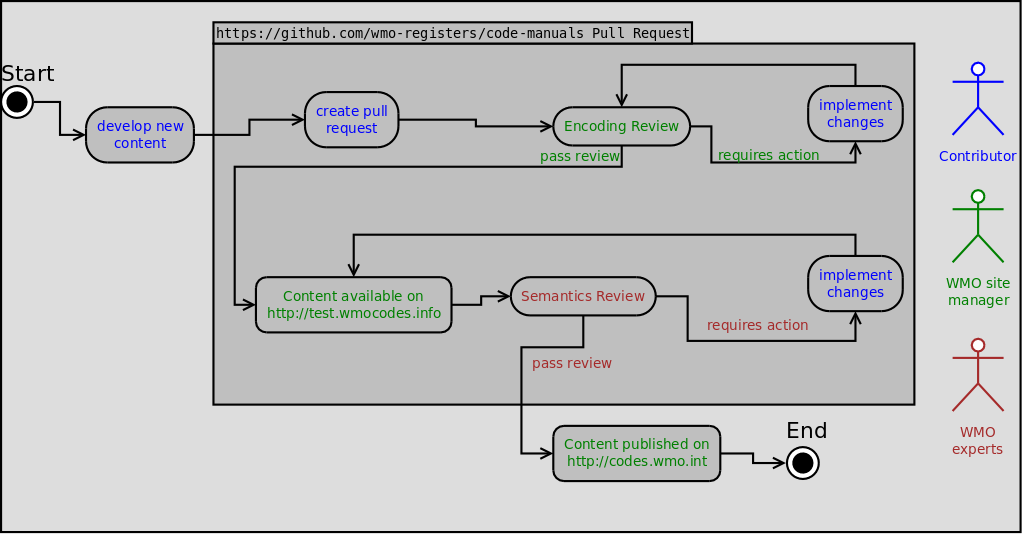 https://github.com/wmo-registers/code-manuals Pull Request
Start
develop new
content
create pull
request
Encoding Review
implement
changes
pass review
requires action
Contributor
Content available on
http://test.wmocodes.info
Semantics Review
implement
changes
requires action
pass review
WMO site
manager
Content published on
http://codes.wmo.int
End
WMO
experts